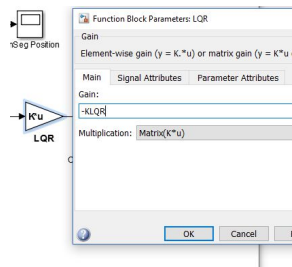 Function Block Parameters: LQR
Gain
Element-wise gain (y = K.*u) or matrix gain (y = K*u
Main Signal Attributes Parameter Attributes
Gain:
-KLQR
Multiplication: Matrix(K*u)
OK Cancel
Seg Position
K*u
LQR